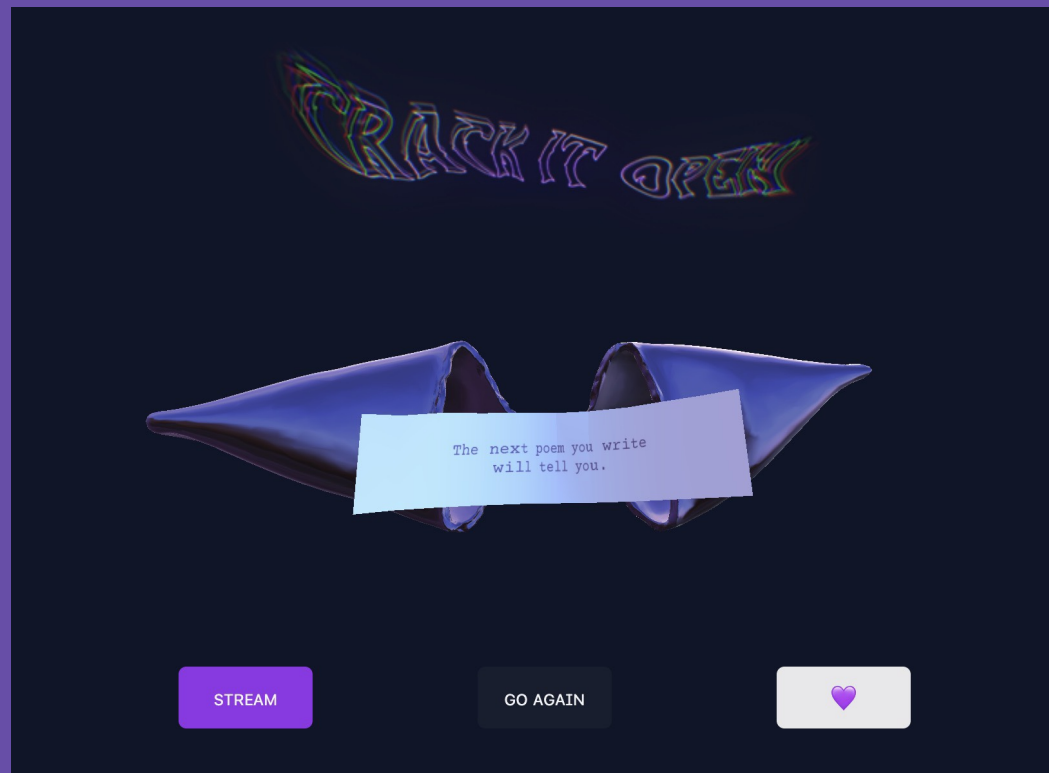 CRACK IT OPEN
The next poem you write
will tell you.
STREAM
GO AGAIN